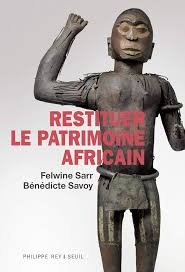 RESTITUER
LE PATRIMOINE
AFRICAIN
Felwine Sarr
Bénédicte Savoy
PHILIPPE REY | SEUIL